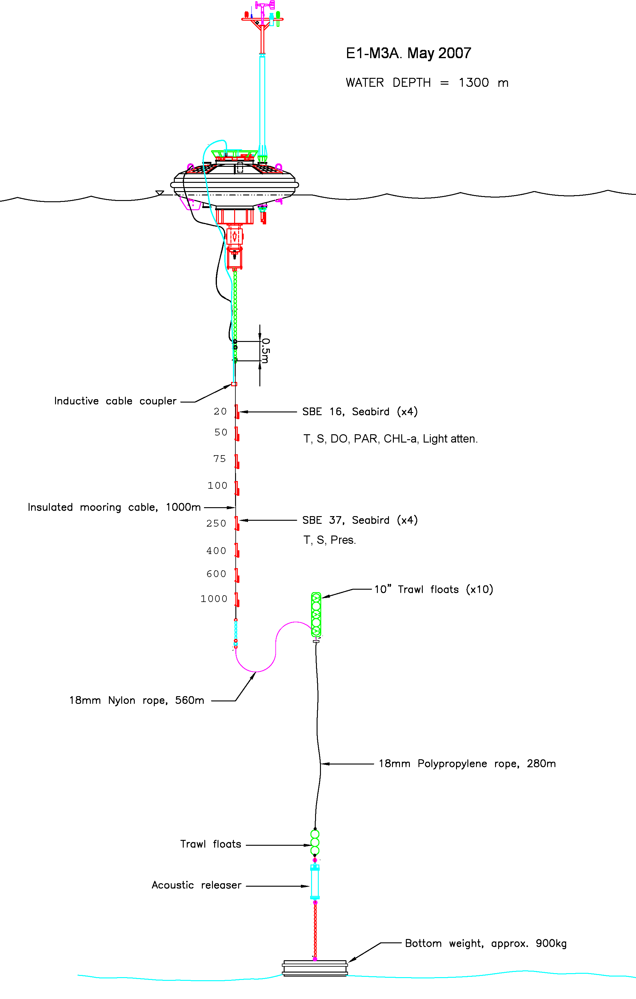 E1-M3A. May 2007
WATER DEPTH = 1300 m
0.5m
Inductive cable coupler
20
SBE 16, Seabird (x4)
50
T, S, DO, PAR, CHL-a, Light atten.
75
100
Insulated mooring cable, 1000m
250
SBE 37, Seabird (x4)
T, S, Pres.
400
600
10” Trawl floats (x10)
1000
18mm Nylon rope, 560m
18mm Polypropylene rope, 280m
Trawl floats
Acoustic releaser
Bottom weight, approx. 900kg